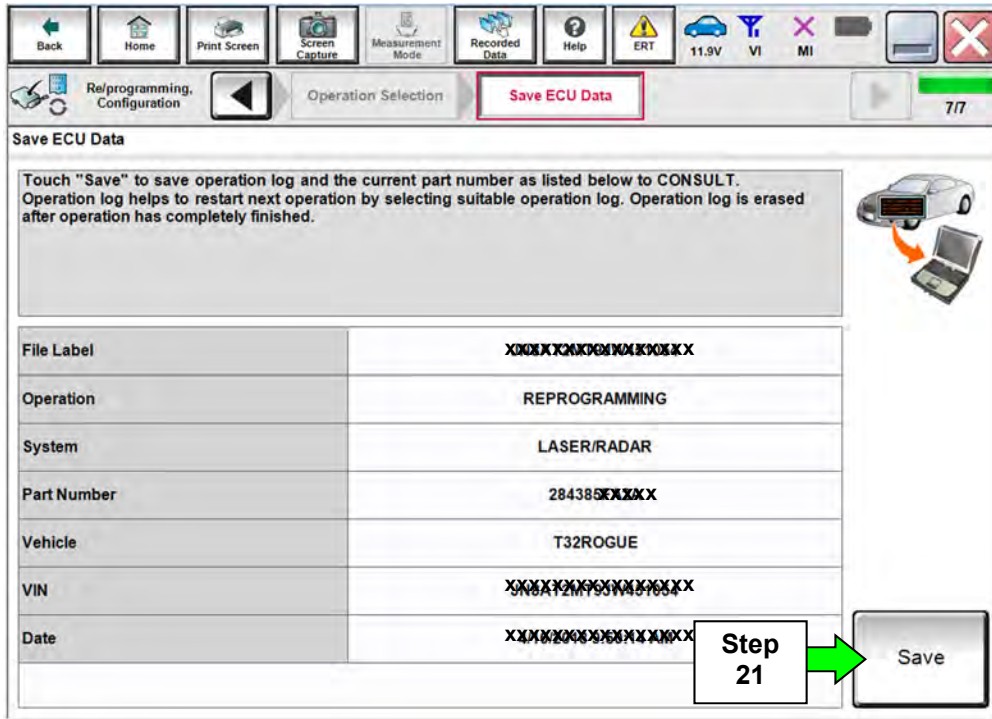 Back
Home
Print Screen
Screen
Capture
Measurement
Mode
Recorded
Data
Help
ERT
11.9V
VI
MI
Re/programming,
Configuration
Operation Selection
Save ECU Data
7/7
Save ECU Data
Touch "Save" to save operation log and the current part number as listed below to CONSULT.
Operation log helps to restart next operation by selecting suitable operation log. Operation log is erased
after operation has completely finished.
File Label
Operation REPROGRAMMING
System LASER/RADAR
Part Number 284385
Vehicle T32ROGUE
VIN
Date
Step
21
Save